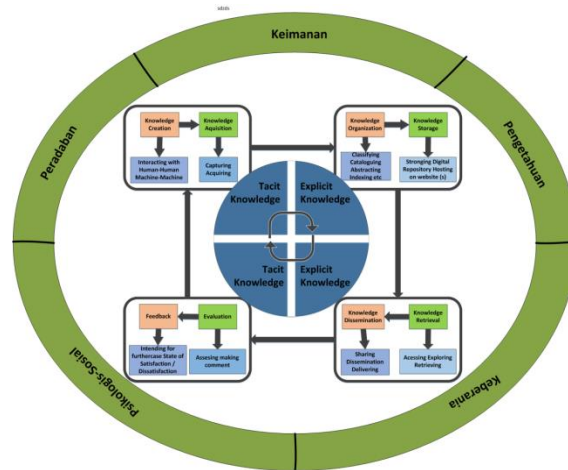 Keimanan
Peradaban
Pengetahuan
Knowledge
Creation
Knowledge
Aquisition
Interacting with
Human-Human
Machine-Machine
Capturing
Acquiring
Knowledge
Organization
Knowledge
Storage
Classifying
Cataloguing
Abstracting
Indexing etc
Stronging Digital
Repository Hosting
on website (s)
Tacit
Knowledge
Explicit
Knowledge
Tacit
Knowledge
Explicit
Knowledge
Feedback
Evaluation
Intending for
furthercase State of
Satisfaction /
Dissatisfaction
Assesing making
comment
Knowledge
Dissemination
Knowledge
Retrieval
Sharing
Dissemination
Delivering
Acessing Exploring
Retrieving
Psikologis-Sosial
Keberania